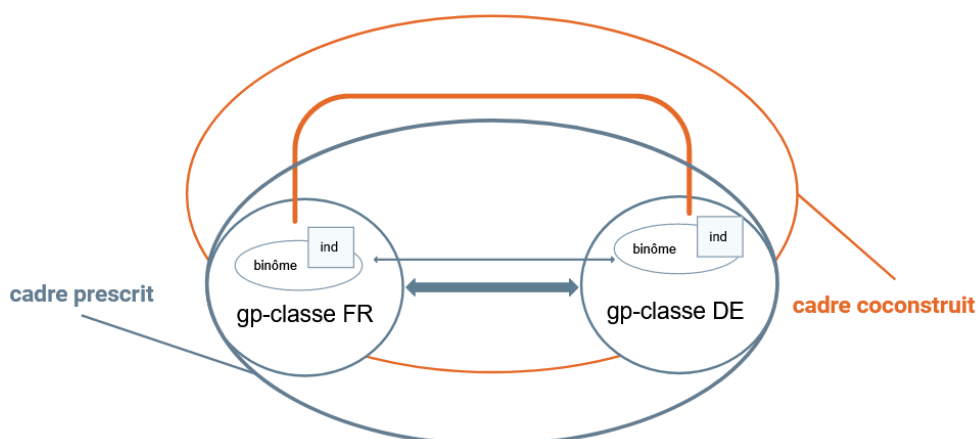 ind
binôme
gp-classe FR
ind
binôme
gp-classe DE
cadre prescrit
cadre coconstruit